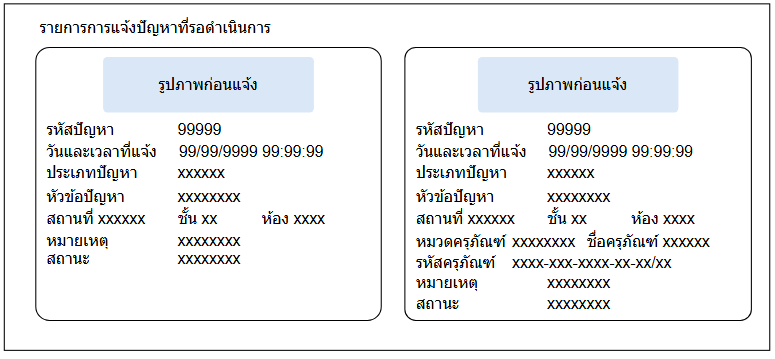 รายการการแจ้งปัญหาที่รอดำเนินการ
รูปภาพก่อนแจ้ง
รหัสปัญหา 99999
วันและเวลาที่แจ้ง 99/99/9999 99:99:99
ประเภทปัญหา xxxxxx
หัวข้อปัญหา xxxxxxxx
สถานที่ xxxxxx ชั้น xx ห้อง xxxx
หมายเหตุ xxxxxxxx
สถานะ xxxxxxxx
รูปภาพก่อนแจ้ง
รหัสปัญหา 99999
วันและเวลาที่แจ้ง 99/99/9999 99:99:99
ประเภทปัญหา xxxxxx
หัวข้อปัญหา xxxxxxxx
สถานที่ xxxxxx ชั้น xx ห้อง xxxx
หมวดครุภัณฑ์ xxxxxxxx ชื่อครุภัณฑ์ xxxxxx
รหัสครุภัณฑ์ xxxx-xxx-xxxx-xx-xx/xx
หมายเหตุ xxxxxxxx
สถานะ xxxxxxxx